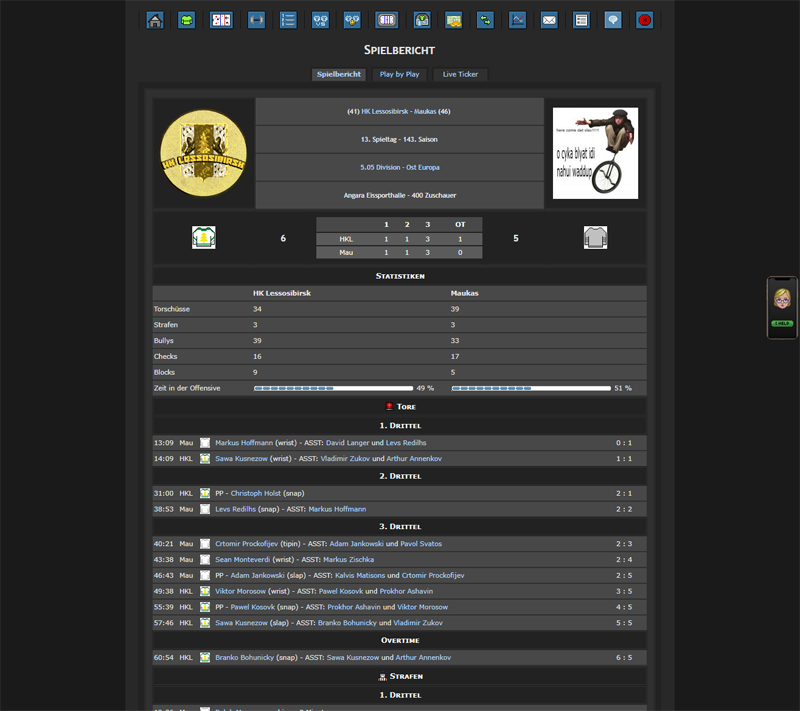 Spielbericht
Spielbericht Play by Play Live Ticker
(41) HK Lessosibirsk - Maukas (46)
13. Spieltag - 143. Saison
5.05 Division - Ost Europa
Angara Eissporthalle - 400 Zuschauer
HK Lessosibirsk
here come dat slav!!!!
o cyka blyat idi
nahui waddup
1 2 3 OT
6 HKL 1 1 3 1 5
Mau 1 1 3 0
Statistiken
HK Lessosibirsk Maukas
Torschüsse 34 39
Strafen 3 3
Bullys 39 33
Checks 16 17
Blocks 9 5
Zeit in der Offensive 49 % 51 %
Tore
1. Drittel
13:09 Mau Markus Hoffmann (wrist) - ASST: David Langer und Levs Redilhs 0 : 1
14:09 HKL Sawa Kusnezow (wrist) - ASST: Vladimir Zukov und Arthur Annenkov 1 : 1
2. Drittel
31:00 HKL PP - Christoph Holst (snap) 2 : 1
38:53 Mau Levs Redilhs (snap) - ASST: Markus Hoffmann 2 : 2
3. Drittel
40:21 Mau Crtomir Prockofijev (tipin) - ASST: Adam Jankowski und Pavol Svatos 2 : 3
43:38 Mau Sean Monteverdi (wrist) - ASST: Markus Zischka 2 : 4
46:43 Mau PP - Adam Jankowski (slap) - ASST: Kalvis Matisons und Crtomir Prockofijev 2 : 5
49:38 HKL Viktor Morosow (wrist) - ASST: Pawel Kosovk und Prokhor Ashavin 3 : 5
55:39 HKL PP - Pawel Kosovk (snap) - ASST: Prokhor Ashavin und Viktor Morosow 4 : 5
57:46 HKL Sawa Kusnezow (slap) - ASST: Branko Bohunicky und Vladimir Zukov 5 : 5
Overtime
60:54 HKL Branko Bohunicky (snap) - ASST: Sawa Kusnezow und Arthur Annenkov 6 : 5
Strafen
1. Drittel